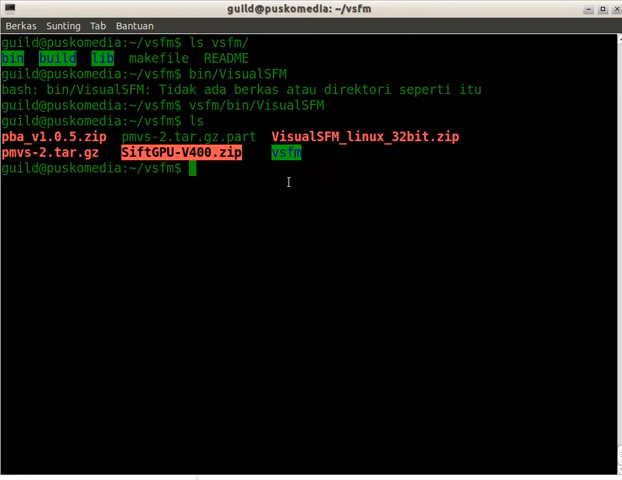 guild@puskomedia: ~/vsfm
Berkas Sunting Tab Bantuan
guild@puskomedia:~/vsfm$ ls vsfm/
bin build lib makefile README
guild@puskomedia:~/vsfm$ bin/VisualSFM
bash: bin/VisualSFM: Tidak ada berkas atau direktori seperti itu
guild@puskomedia:~/vsfm$ vsfm/bin/VisualSFM
guild@puskomedia:~/vsfm$ ls
pba_v1.0.5.zip pmvs-2.tar.gz.part VisualSFM_linux_32bit.zip
pmvs-2.tar.gz SiftGPU-V400.zip vsfm
guild@puskomedia:~/vsfm$